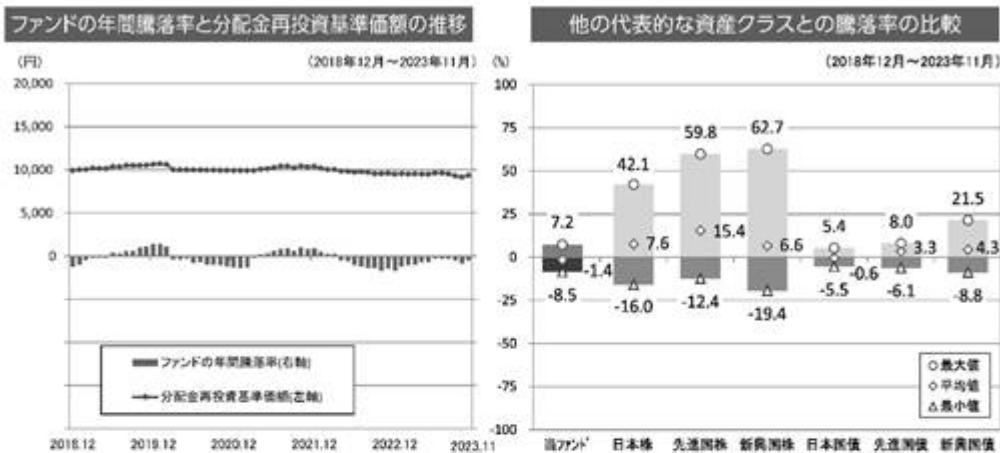 ファンドの年間騰落率と分配金再投資基準価額の推移
(円)
(2018年12月～2023年11月)
20,000
15,000
10,000
5,000
0
ファンドの年間騰落率(右軸)
分配金再投資基準価額(左軸)
2018.12 2019.12 2020.12 2021.12 2022.12 2023.11
他の代表的な資産クラスとの騰落率の比較
(%)
(2018年12月～2023年11月)
100
75
50
25
0
-25
-50
-75
-100
7.2 42.1 59.8 62.7 5.4 8.0 21.5
-1.4 7.6 15.4 6.6 -0.6 3.3 4.3
-8.5 -16.0 -12.4 -19.4 -5.5 -6.1 -8.8
最大値
平均値
最小値
当ファンド 日本株 先進国株 新興国株 日本国債 先進国債 新興国債